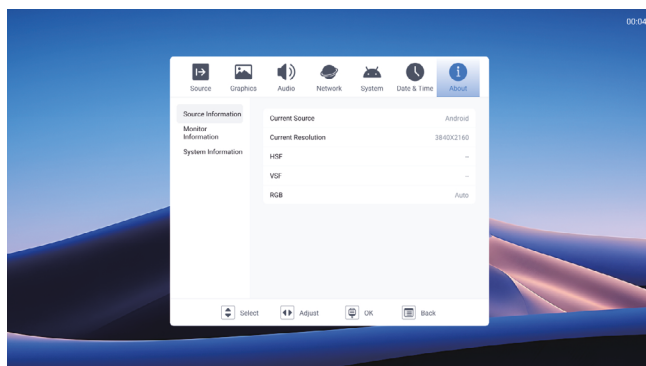 00:04
Source Graphics Audio Network System Date & Time About
Source Information
Monitor
Information
System Information
Current Source Android
Current Resolution 3840X2160
HSF –
VSF –
RGB Auto
Select Adjust OK Back